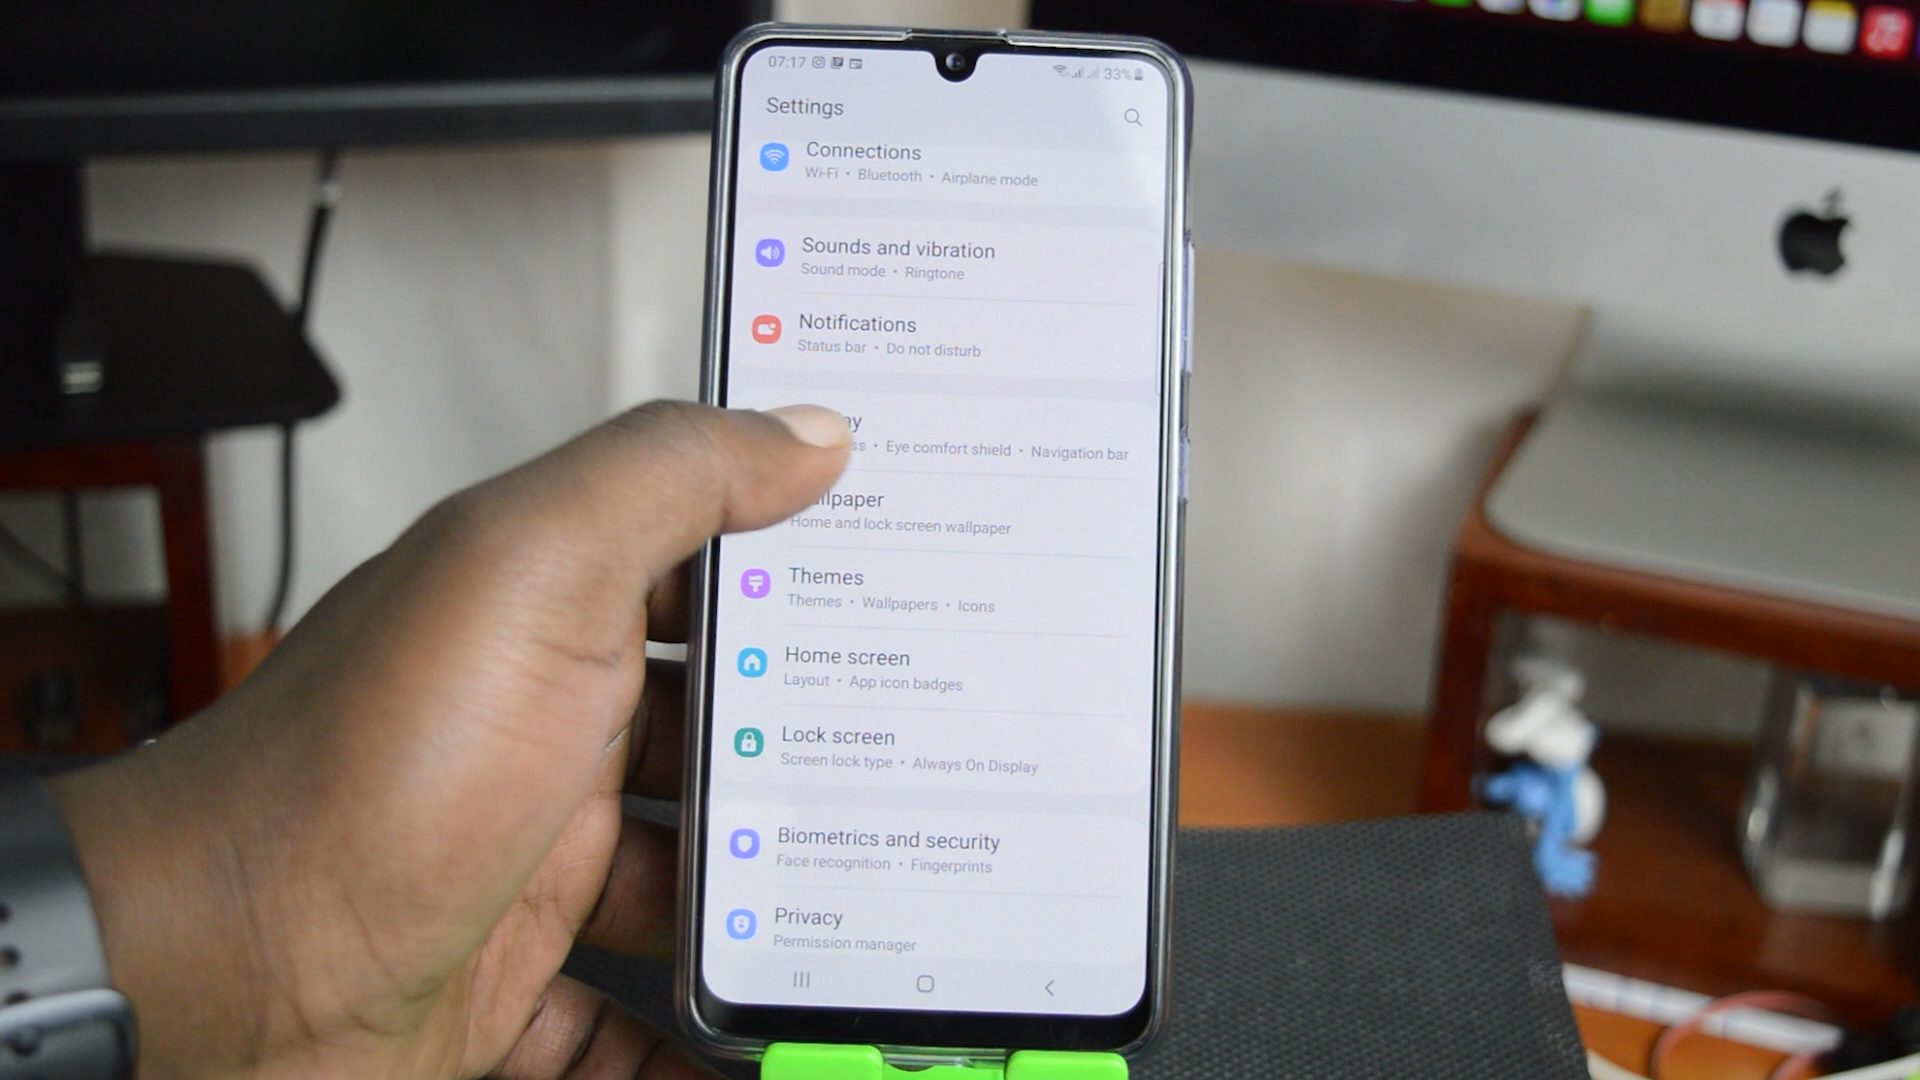 07:17 33%
Settings
Connections
Wi-Fi • Bluetooth • Airplane mode
Sounds and vibration
Sound mode • Ringtone
Notifications
Status bar • Do not disturb
ay
ss • Eye comfort shield • Navigation bar
llpaper
Home and lock screen wallpaper
Themes
Themes • Wallpapers • Icons
Home screen
Layout • App icon badges
Lock screen
Screen lock type • Always On Display
Biometrics and security
Face recognition • Fingerprints
Privacy
Permission manager